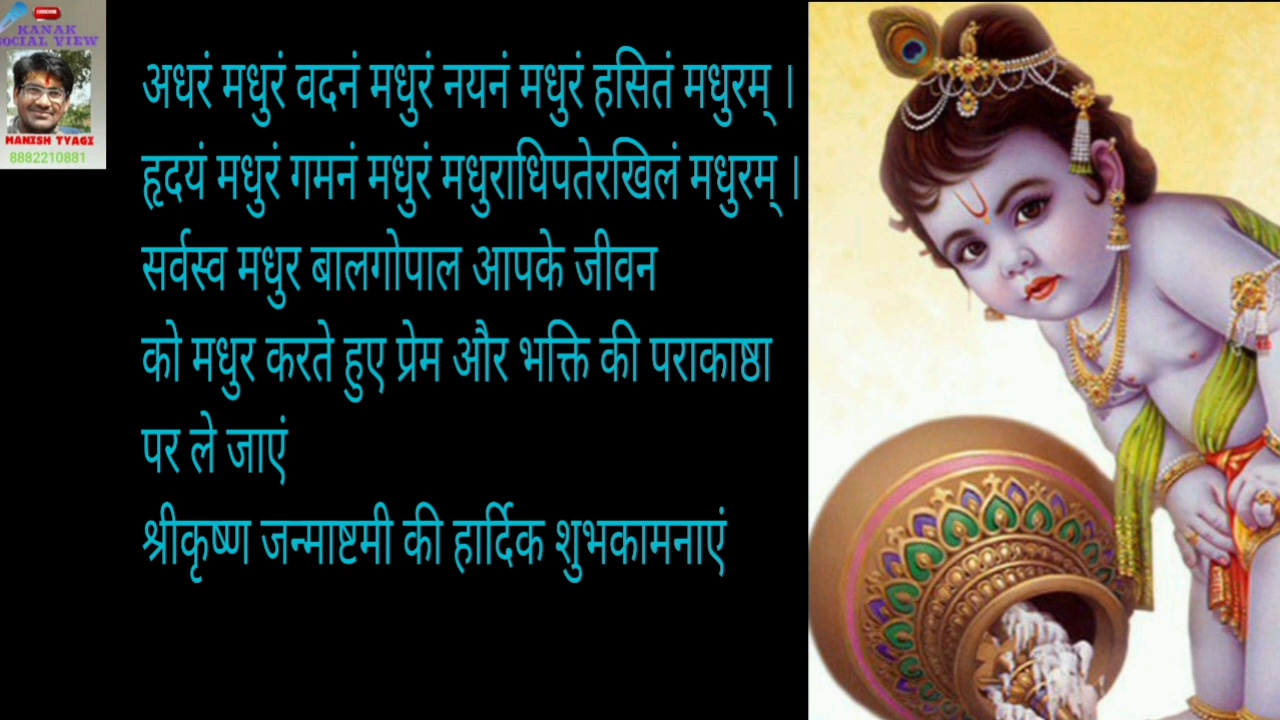 KANAK
SOCIAL VIEW
MANISH TYAGI
8882210881
अधरं मधुरं वदनं मधुरं नयनं मधुरं हसितं मधुरम् ।
हृदयं मधुरं गमनं मधुरं मधुराधिपतेरखिलं मधुरम् ।
सर्वस्व मधुर बालगोपाल आपके जीवन
को मधुर करते हुए प्रेम और भक्ति की पराकाष्ठा
पर ले जाएं
श्रीकृष्ण जन्माष्टमी की हार्दिक शुभकामनाएं